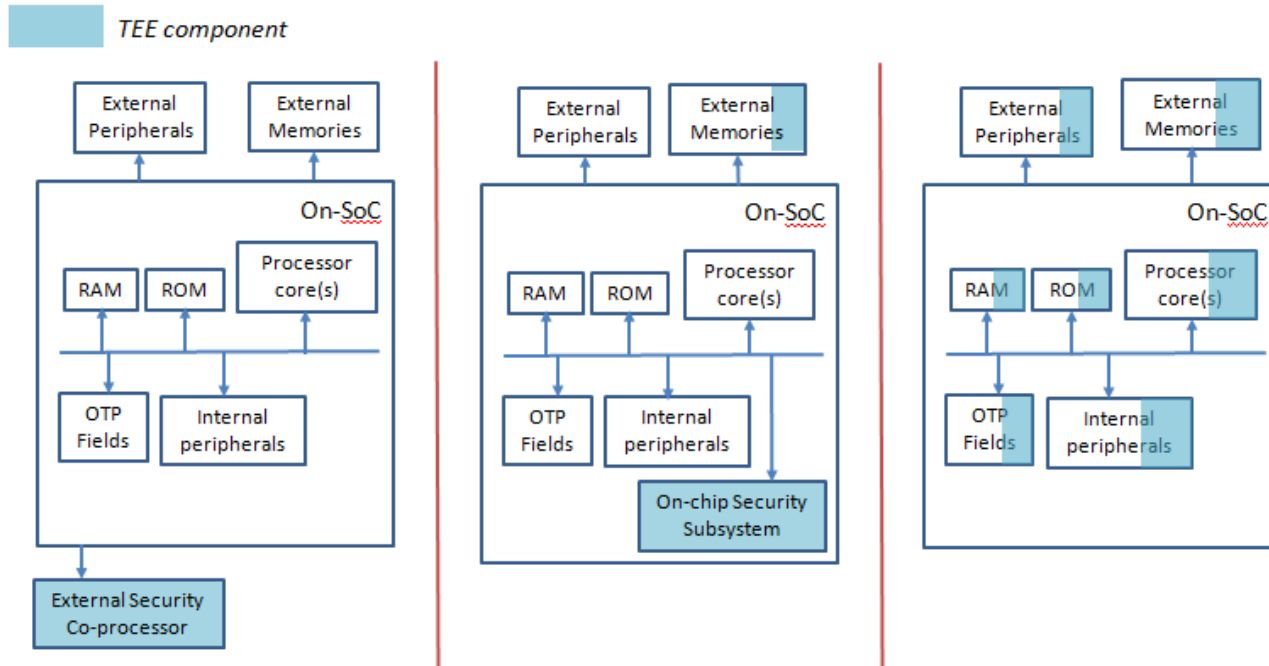 TEE component
External
Peripherals
External
Memories
On-SoC
RAM
ROM
Processor
core(s)
OTP
Fields
Internal
peripherals
External Security
Co-processor
External
Peripherals
External
Memories
On-SoC
RAM
ROM
Processor
core(s)
OTP
Fields
Internal
peripherals
On-chip Security
Subsystem
External
Peripherals
External
Memories
On-SoC
RAM
ROM
Processor
core(s)
OTP
Fields
Internal
peripherals